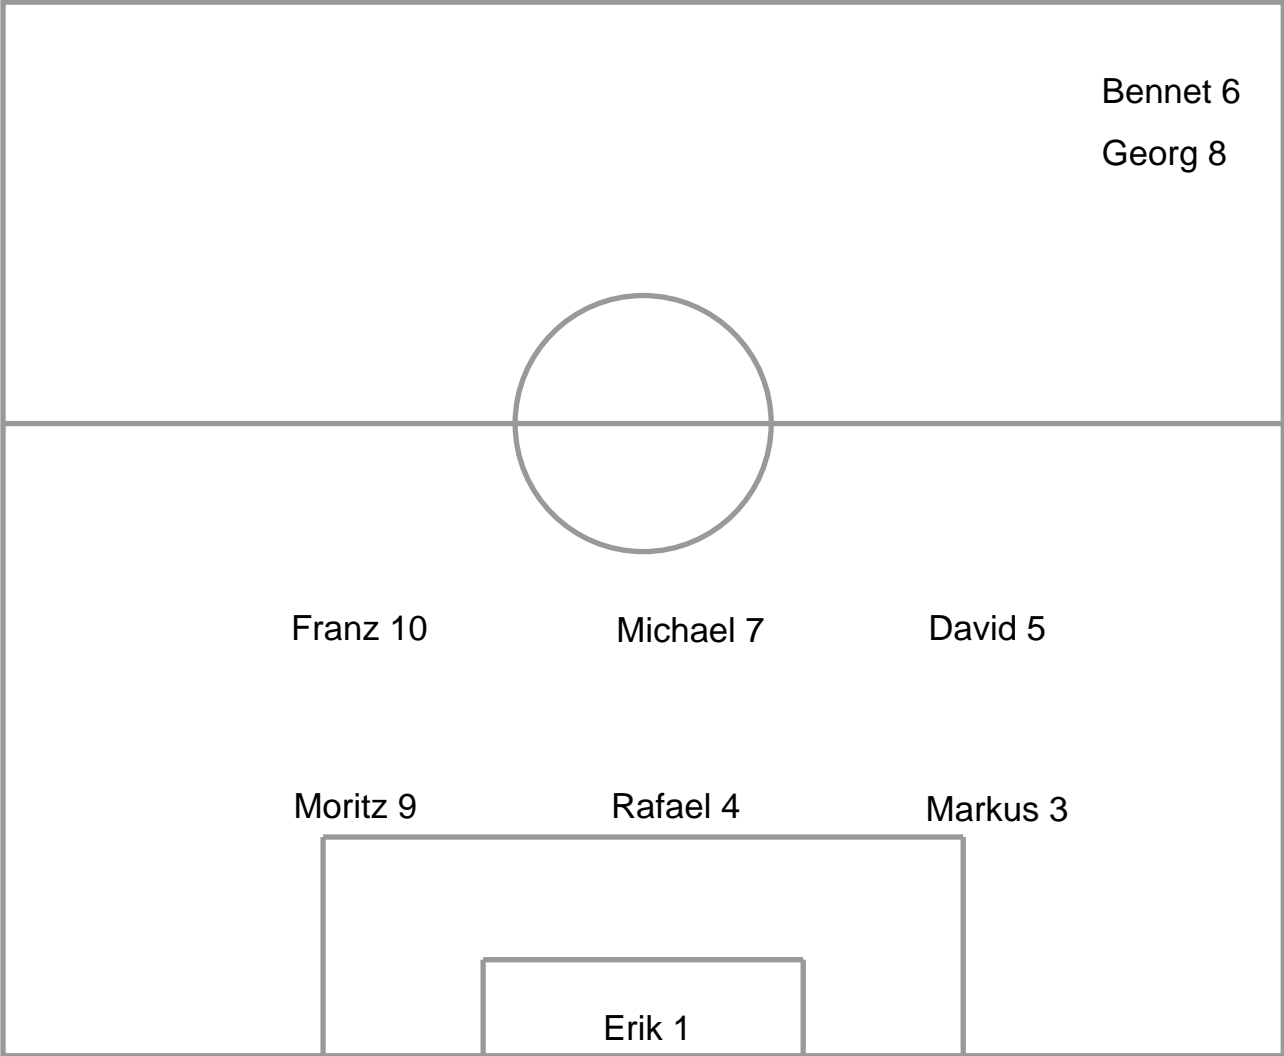 Bennet 6
Georg 8
Franz 10
Michael 7
David 5
Moritz 9
Rafael 4
Markus 3
Erik 1